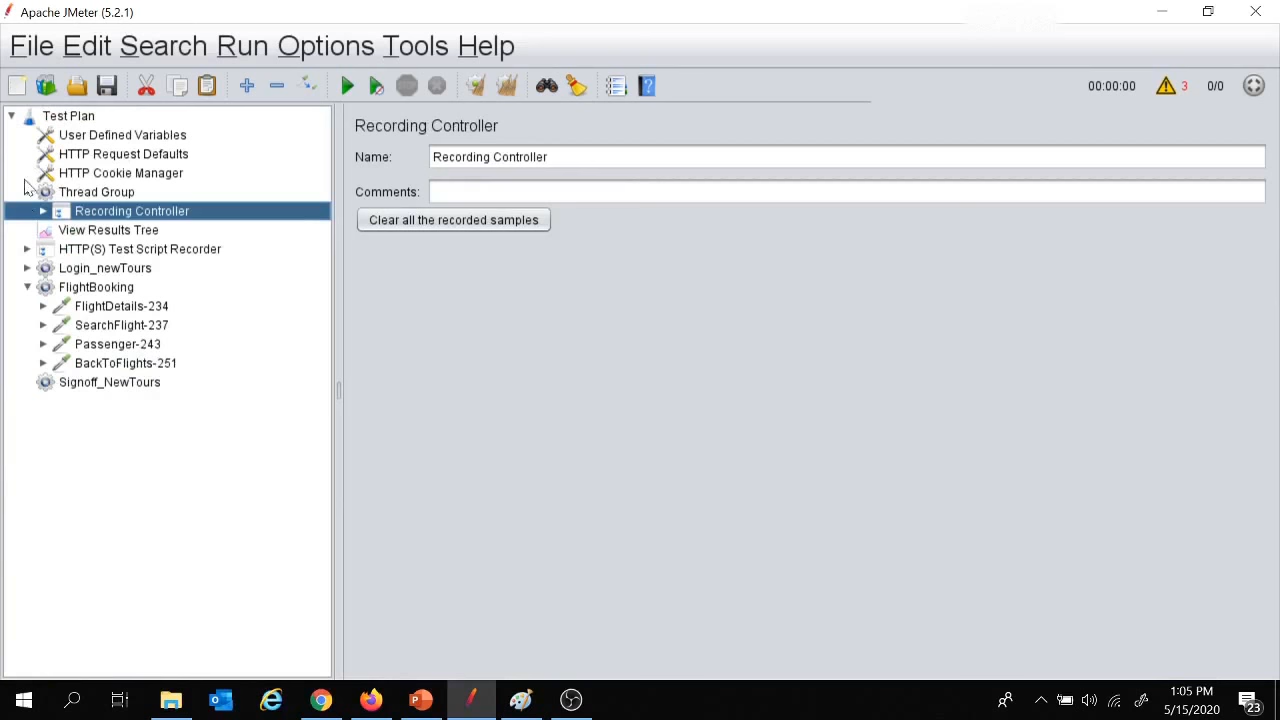 Apache JMeter (5.2.1)
File Edit Search Run Options Tools Help
00:00:00 3 0/0
Test Plan
User Defined Variables
HTTP Request Defaults
HTTP Cookie Manager
Thread Group
Recording Controller
View Results Tree
HTTP(S) Test Script Recorder
Login_newTours
FlightBooking
FlightDetails-234
SearchFlight-237
Passenger-243
BackToFlights-251
Signoff_NewTours
Recording Controller
Name: Recording Controller
Comments:
Clear all the recorded samples
1:05 PM
5/15/2020
23